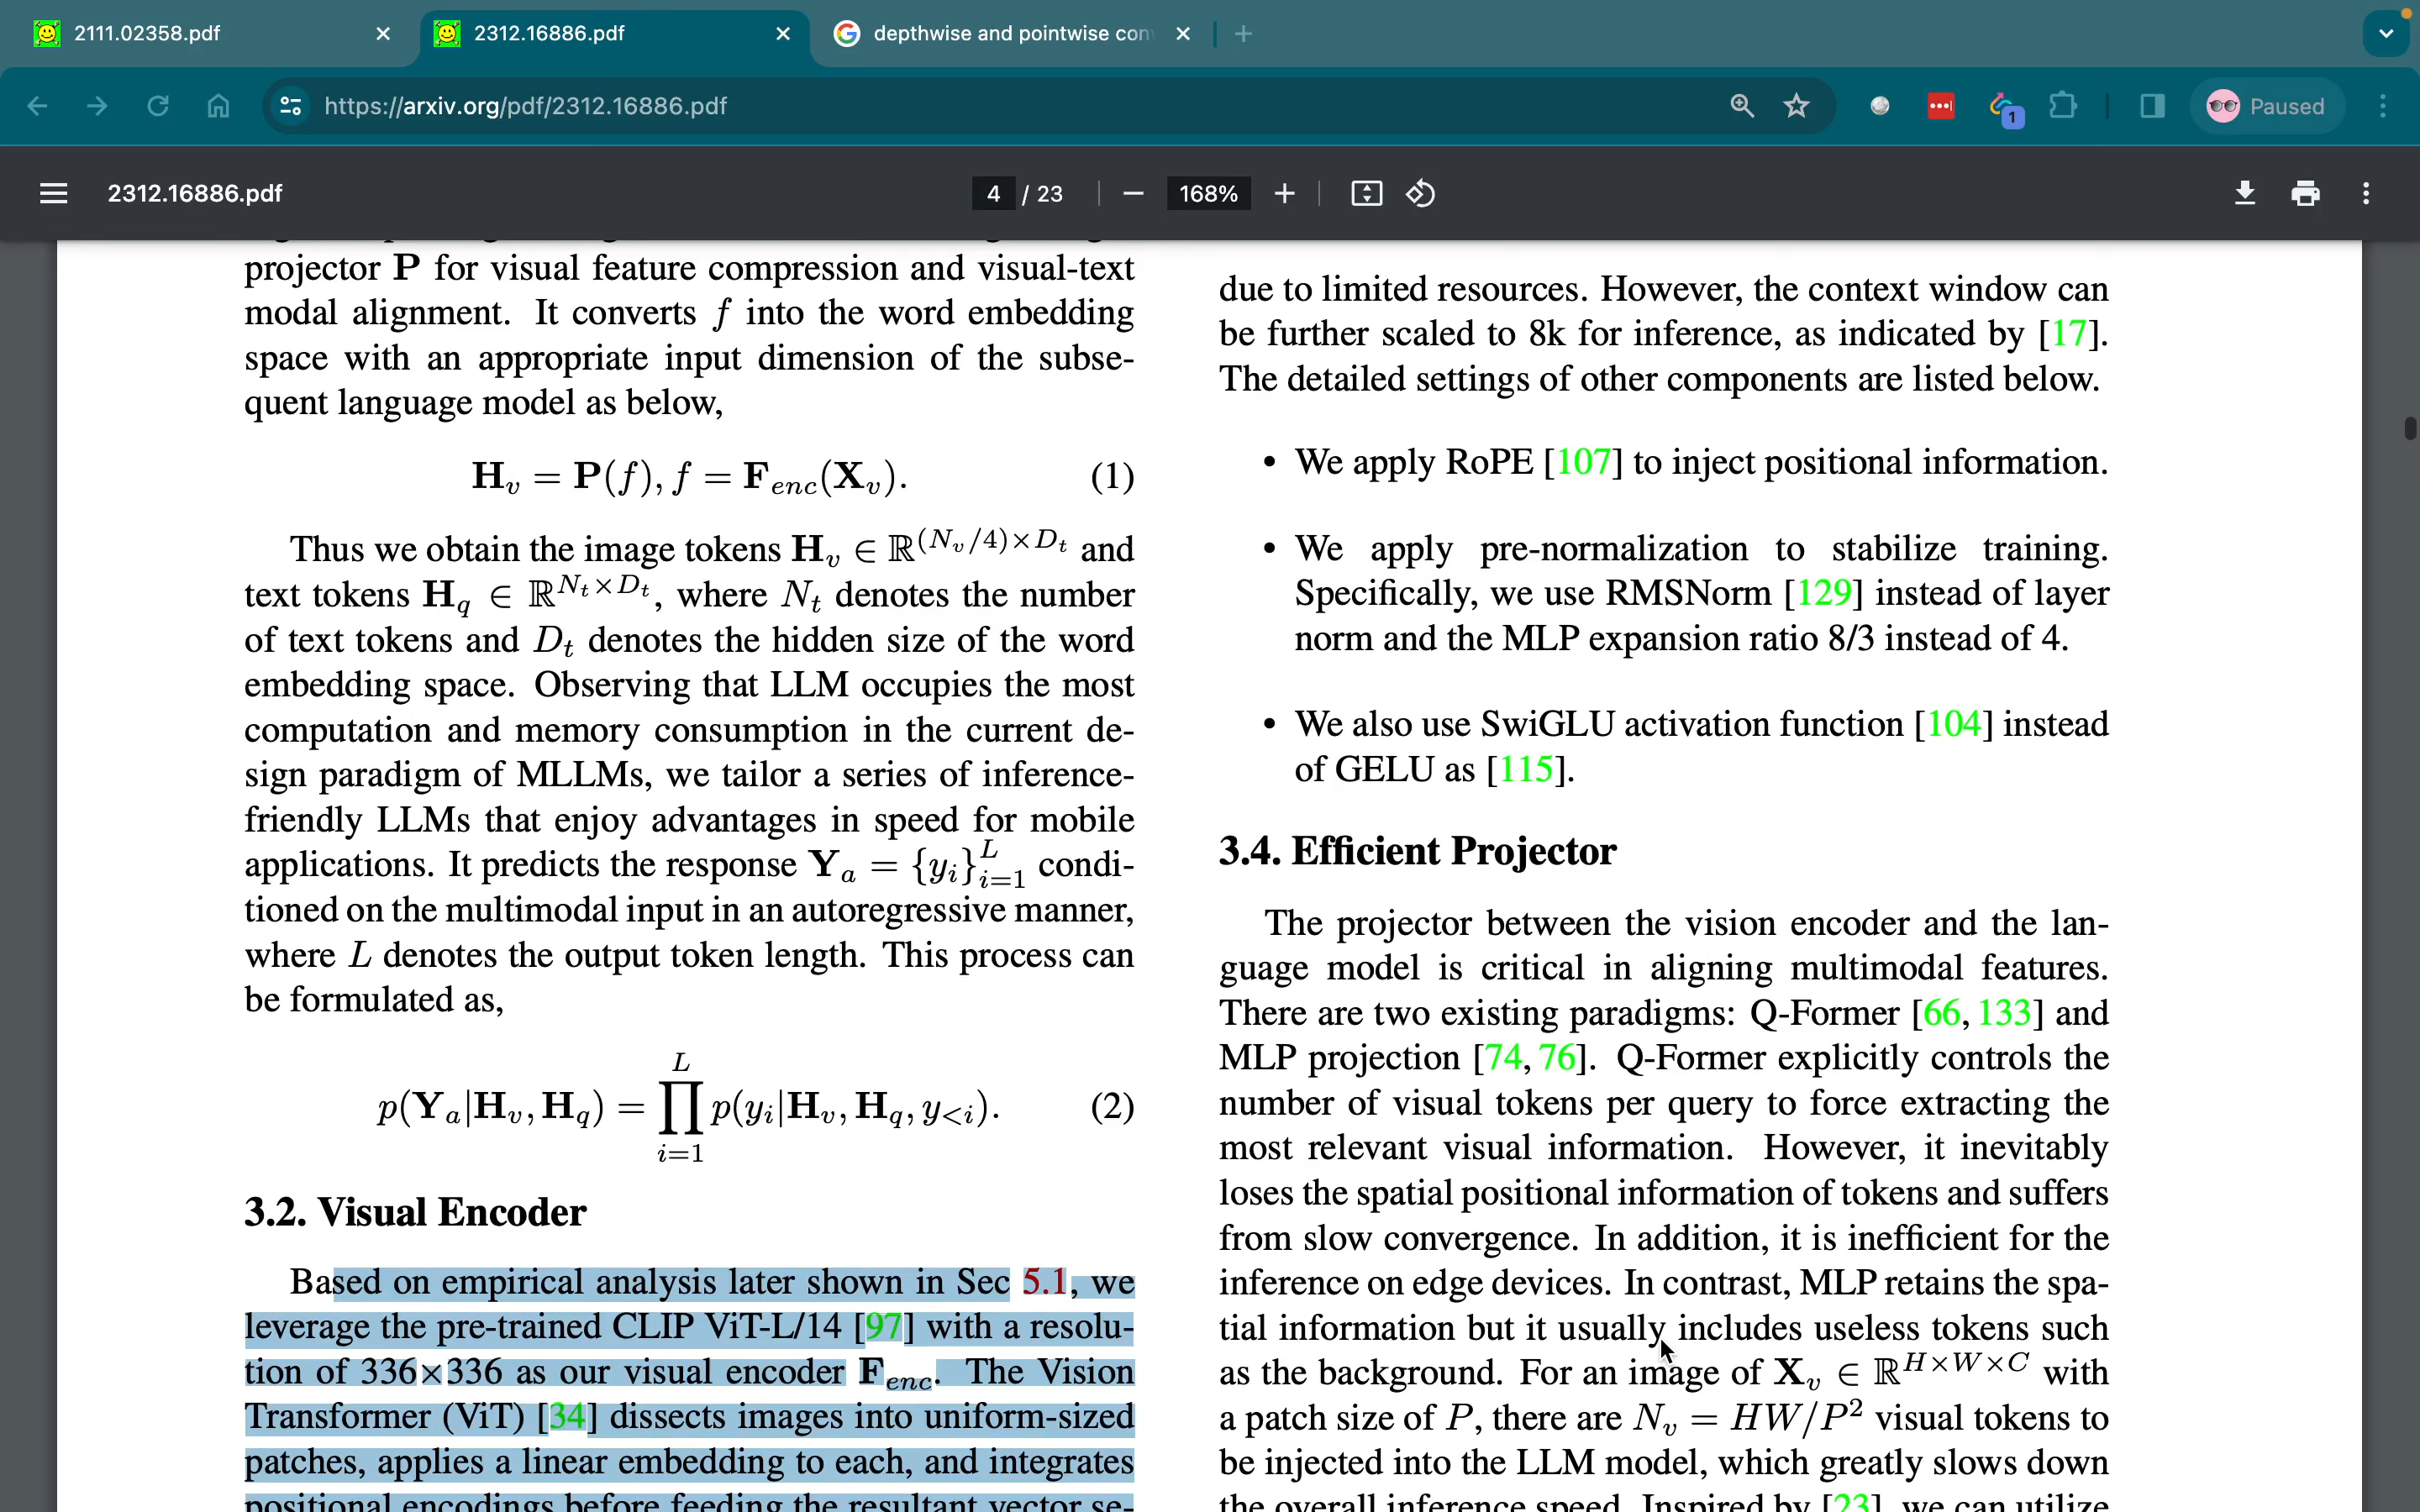 2111.02358.pdf
2312.16886.pdf
depthwise and pointwise con
https://arxiv.org/pdf/2312.16886.pdf
1
Paused
2312.16886.pdf
4 / 23
168%
projector P for visual feature compression and visual-text
modal alignment. It converts f into the word embedding
space with an appropriate input dimension of the subse-
quent language model as below,
H_v = P(f), f = F_enc(X_v). (1)
Thus we obtain the image tokens H_v ∈ ℝ^(N_v/4)×D_t and
text tokens H_q ∈ ℝ^N_t×D_t, where N_t denotes the number
of text tokens and D_t denotes the hidden size of the word
embedding space. Observing that LLM occupies the most
computation and memory consumption in the current de-
sign paradigm of MLLMs, we tailor a series of inference-
friendly LLMs that enjoy advantages in speed for mobile
applications. It predicts the response Y_a = {y_i}_{i=1}^L condi-
tioned on the multimodal input in an autoregressive manner,
where L denotes the output token length. This process can
be formulated as,
p(Y_a|H_v, H_q) = ∏_{i=1}^L p(y_i|H_v, H_q, y_{<i}). (2)
3.2. Visual Encoder
Based on empirical analysis later shown in Sec 5.1, we
leverage the pre-trained CLIP ViT-L/14 [97] with a resolu-
tion of 336×336 as our visual encoder F_enc. The Vision
Transformer (ViT) [34] dissects images into uniform-sized
patches, applies a linear embedding to each, and integrates
positional encodings before feeding the resultant vector se-
due to limited resources. However, the context window can
be further scaled to 8k for inference, as indicated by [17].
The detailed settings of other components are listed below.
• We apply RoPE [107] to inject positional information.
• We apply pre-normalization to stabilize training.
Specifically, we use RMSNorm [129] instead of layer
norm and the MLP expansion ratio 8/3 instead of 4.
• We also use SwiGLU activation function [104] instead
of GELU as [115].
3.4. Efficient Projector
The projector between the vision encoder and the lan-
guage model is critical in aligning multimodal features.
There are two existing paradigms: Q-Former [66, 133] and
MLP projection [74, 76]. Q-Former explicitly controls the
number of visual tokens per query to force extracting the
most relevant visual information. However, it inevitably
loses the spatial positional information of tokens and suffers
from slow convergence. In addition, it is inefficient for the
inference on edge devices. In contrast, MLP retains the spa-
tial information but it usually includes useless tokens such
as the background. For an image of X_v ∈ ℝ^H×W×C with
a patch size of P, there are N_v = HW/P² visual tokens to
be injected into the LLM model, which greatly slows down
the overall inference speed. Inspired by [23], we can utilize